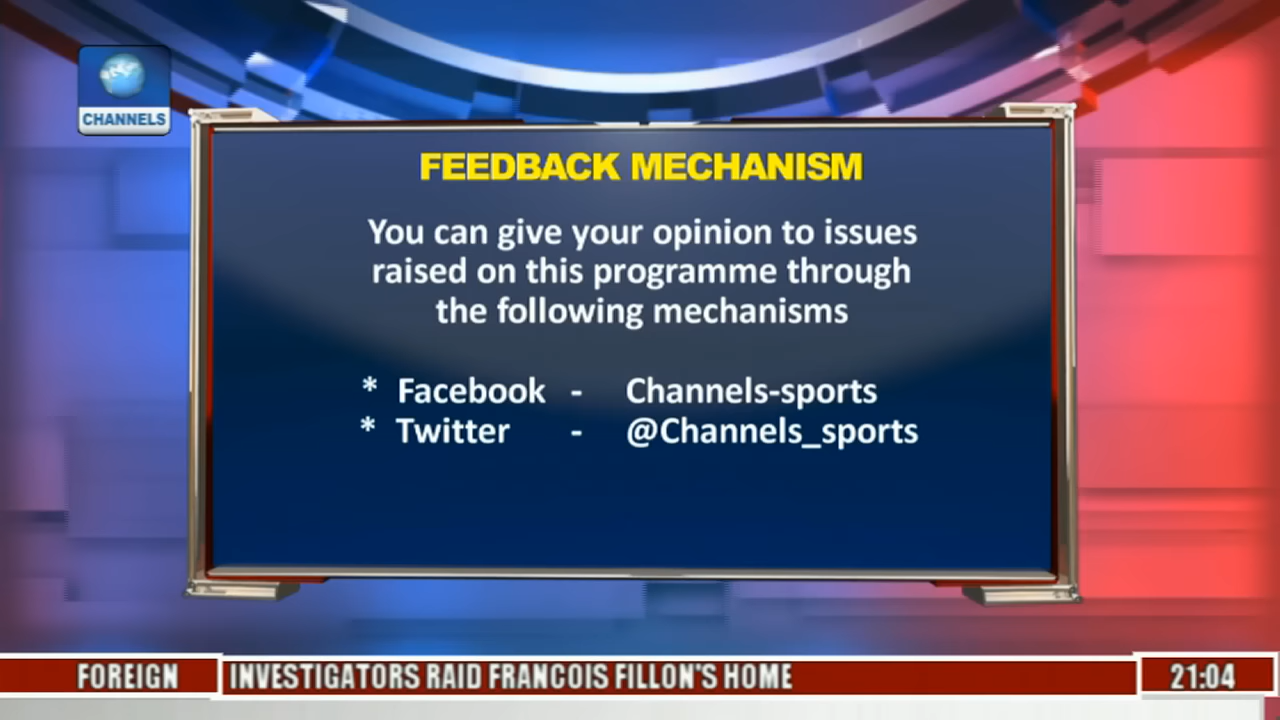 CHANNELS
FEEDBACK MECHANISM
You can give your opinion to issues
raised on this programme through
the following mechanisms
* Facebook - Channels-sports
* Twitter - @Channels_sports
FOREIGN INVESTIGATORS RAID FRANCOIS FILLON'S HOME 21:04